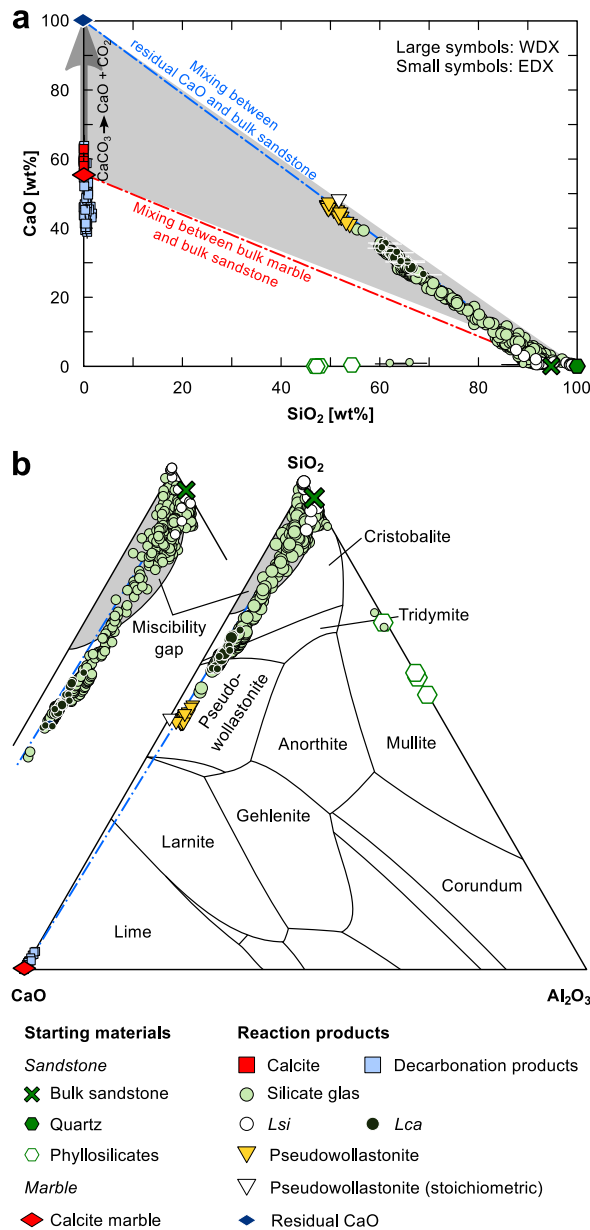 a
Large symbols: WDX
Small symbols: EDX
Mixing between
residual CaO and bulk sandstone
CaCO3 → CaO + CO2
Mixing between bulk marble
and bulk sandstone
CaO [wt%]
100
80
60
40
20
0
0 20 40 60 80 100
SiO2 [wt%]
b
SiO2
Cristobalite
Tridymite
Miscibility
gap
Pseudo-
wollastonite
Anorthite
Mullite
Gehlenite
Larnite
Corundum
Lime
CaO
Al2O3
Starting materials Reaction products
Sandstone Calcite Decarbonation products
Bulk sandstone Silicate glas
Quartz Lsi Lca
Phyllosilicates Pseudowollastonite
Marble Pseudowollastonite (stoichiometric)
Calcite marble Residual CaO